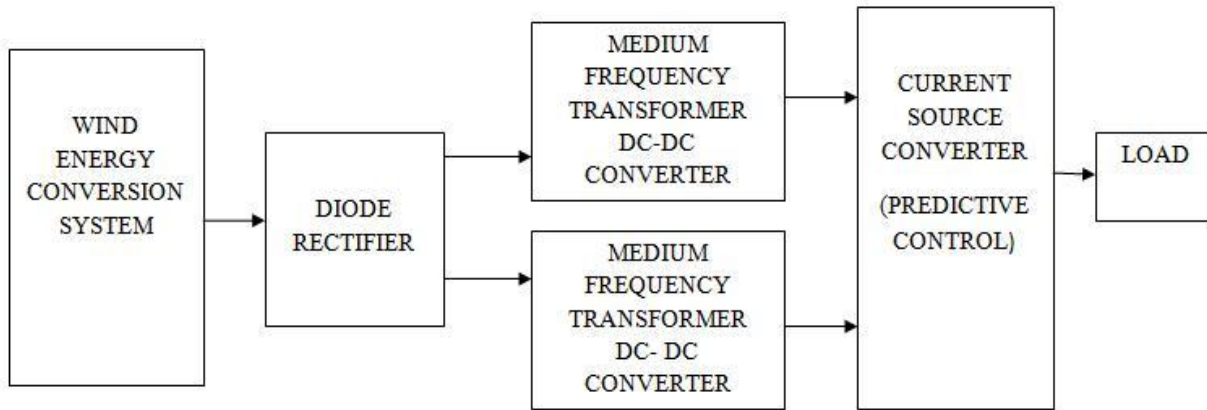 WIND
ENERGY
CONVERSION
SYSTEM
DIODE
RECTIFIER
MEDIUM
FREQUENCY
TRANSFORMER
DC-DC
CONVERTER
MEDIUM
FREQUENCY
TRANSFORMER
DC- DC
CONVERTER
CURRENT
SOURCE
CONVERTER
(PREDICTIVE
CONTROL)
LOAD